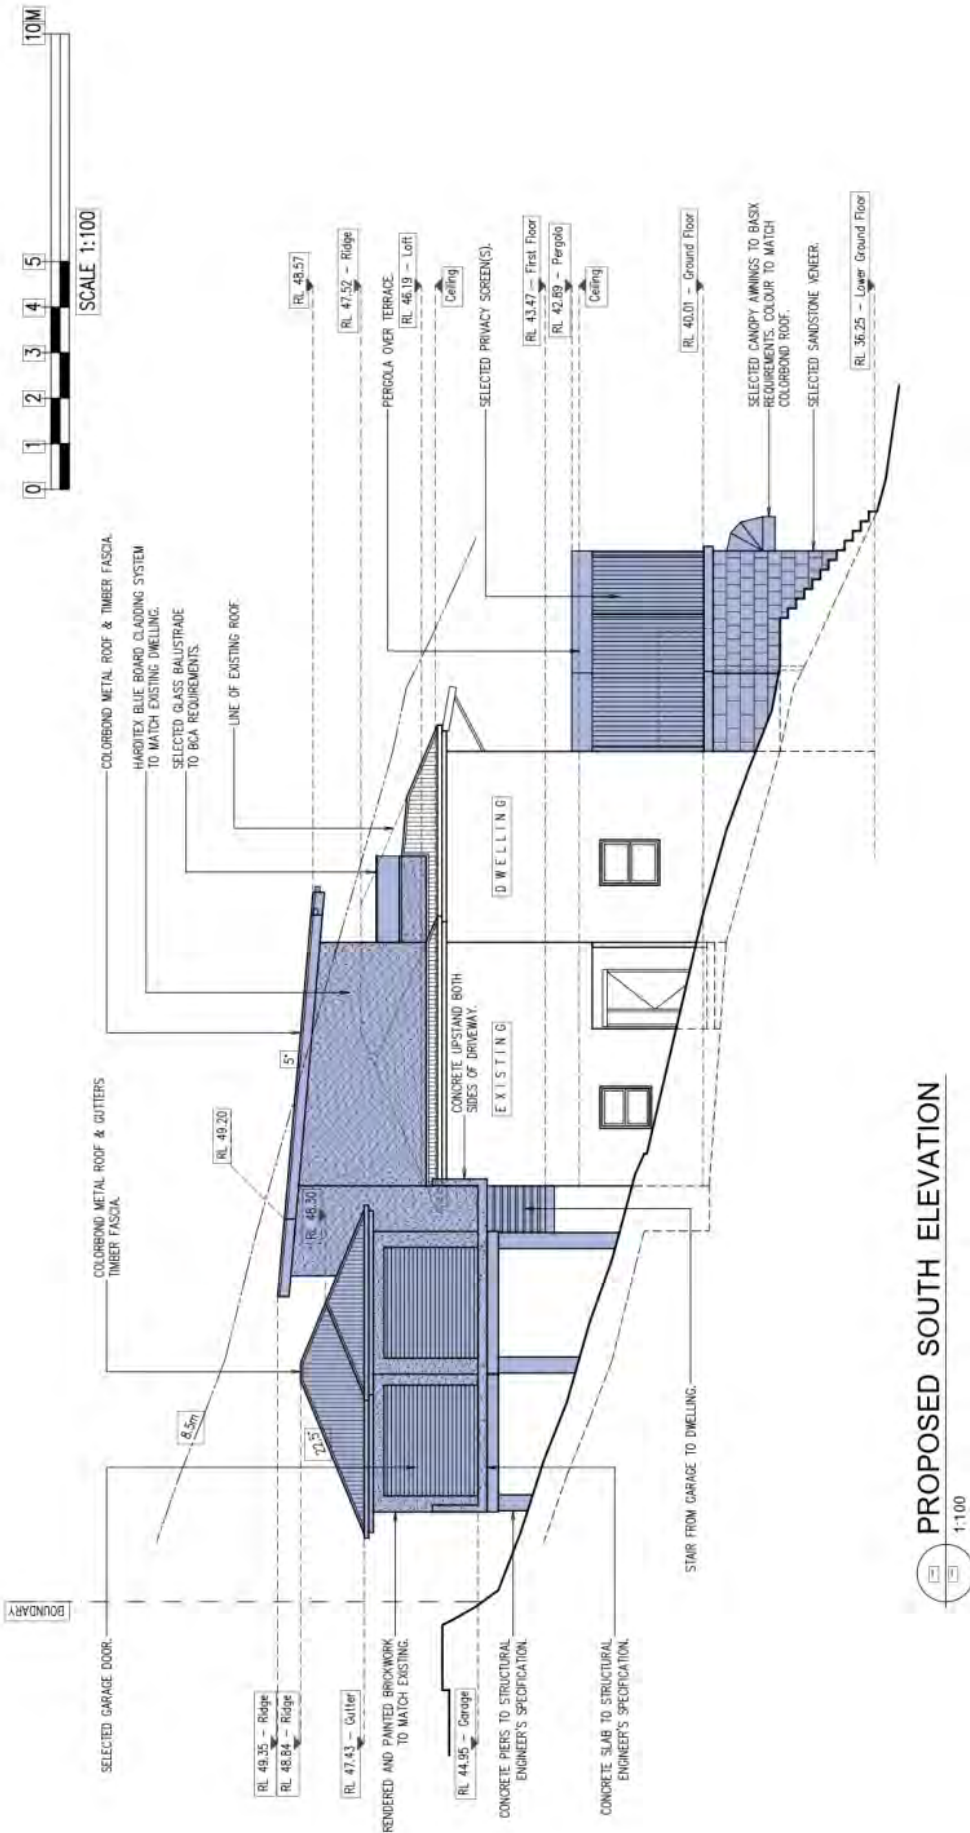 BOUNDARY
SELECTED GARAGE DOOR.
RL 49.35 - Ridge
RL 48.84 - Ridge
RL 47.43 - Gutter
RENDERED AND PAINTED BRICKWORK
TO MATCH EXISTING.
RL 44.95 - Garage
CONCRETE PIERS TO STRUCTURAL
ENGINEER'S SPECIFICATION.
CONCRETE SLAB TO STRUCTURAL
ENGINEER'S SPECIFICATION.
COLORBOND METAL ROOF & GUTTERS
TIMBER FASCIA.
8.5m
22.5°
RL 49.20
5°
RL 48.30
CONCRETE UPSTAND BOTH
SIDES OF DRIVEWAY.
EXISTING
DWELLING
STAIR FROM GARAGE TO DWELLING.
COLORBOND METAL ROOF & TIMBER FASCIA.
HARDITEX BLUE BOARD CLADDING SYSTEM
TO MATCH EXISTING DWELLING.
SELECTED GLASS BALUSTRADE
TO BCA REQUIREMENTS.
LINE OF EXISTING ROOF.
0 1 2 3 4 5 10M
SCALE 1:100
RL 48.57
RL 47.52 - Ridge
PERGOLA OVER TERRACE.
RL 46.19 - Loft
Ceiling
SELECTED PRIVACY SCREEN(S).
RL 43.47 - First Floor
RL 42.89 - Pergola
Ceiling
RL 40.01 - Ground Floor
SELECTED CANOPY AWNINGS TO BASIX
REQUIREMENTS. COLOUR TO MATCH
COLORBOND ROOF.
SELECTED SANDSTONE VENEER.
RL 36.25 - Lower Ground Floor
PROPOSED SOUTH ELEVATION
1:100